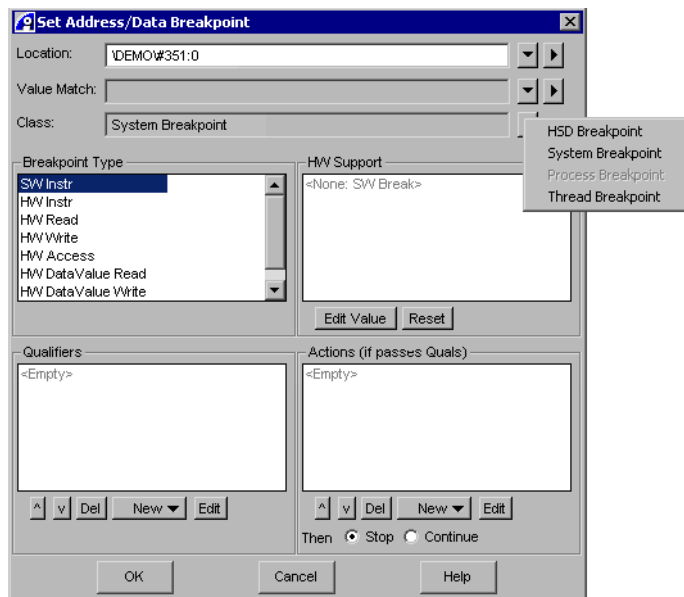 Set Address/Data Breakpoint
Location: \DEMO\#351:0
Value Match:
Class: System Breakpoint
HSD Breakpoint
System Breakpoint
Process Breakpoint
Thread Breakpoint
Breakpoint Type
SW Instr
HW Instr
HW Read
HW Write
HW Access
HW DataValue Read
HW DataValue Write
HW Support
<None: SW Break>
Edit Value Reset
Qualifiers
<Empty>
^ v Del New Edit
Actions (if passes Quals)
<Empty>
^ v Del New Edit
Then Stop Continue
OK Cancel Help